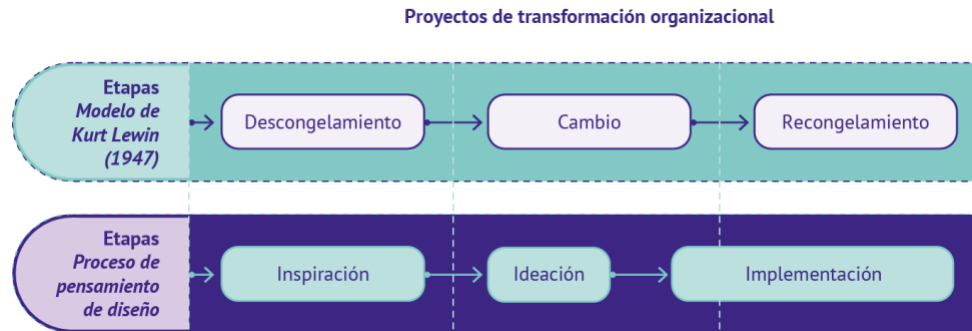 Proyectos de transformación organizacional
Etapas
Modelo de
Kurt Lewin
(1947)
Descongelamiento
Cambio
Recongelamiento
Etapas
Proceso de
pensamiento
de diseño
Inspiración
Ideación
Implementación